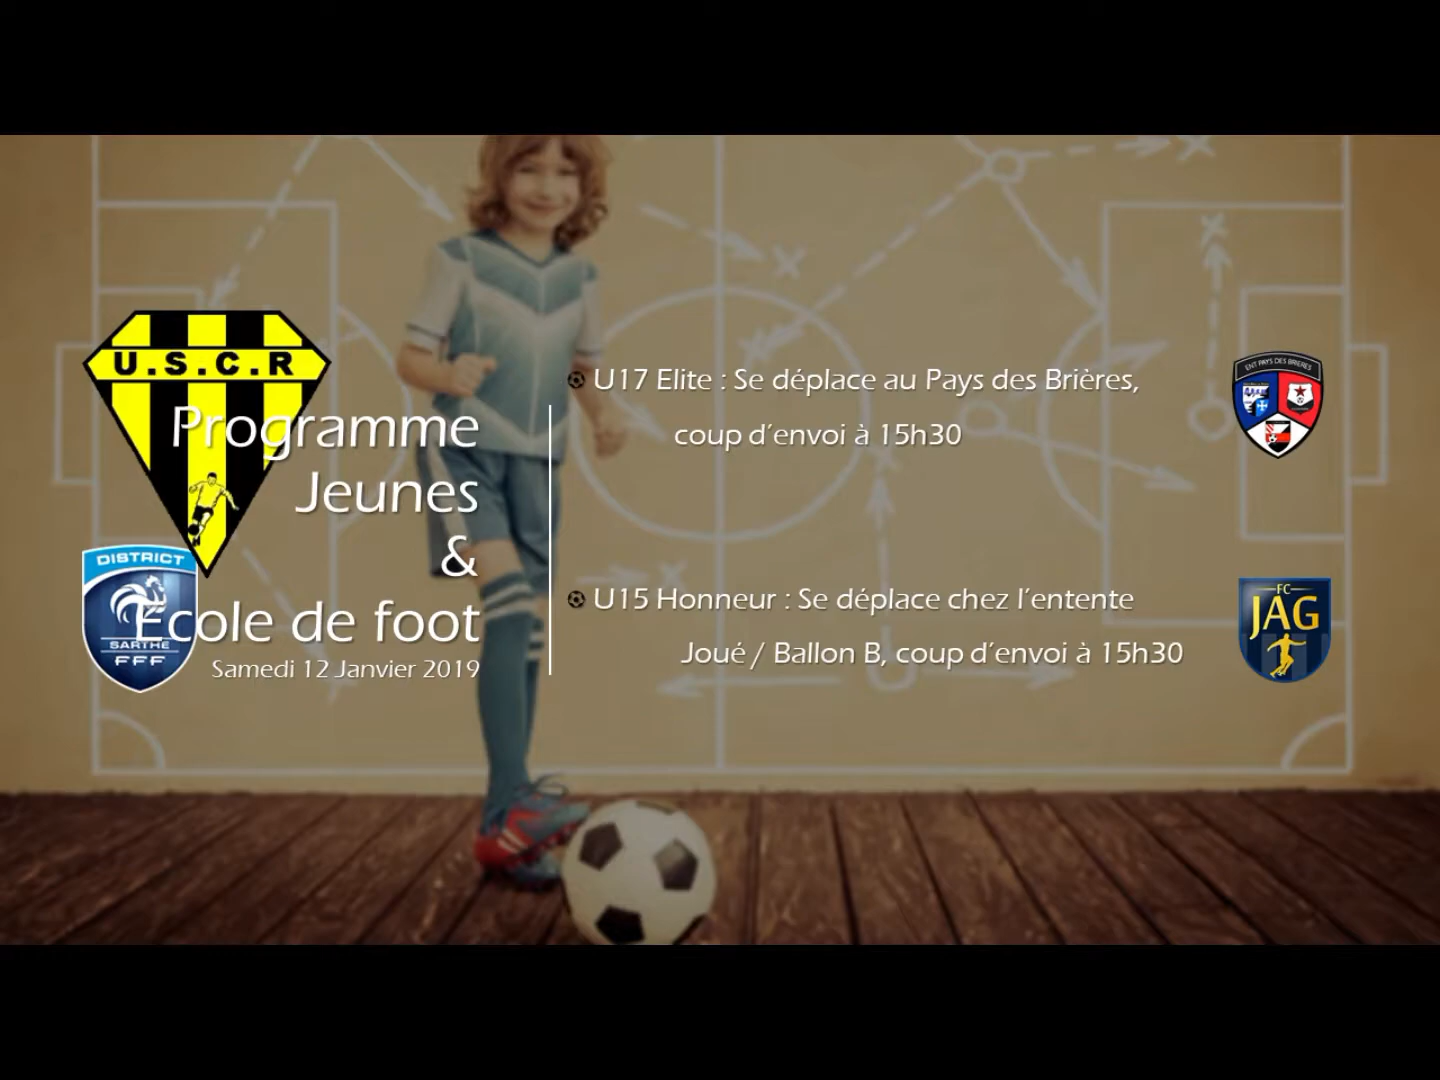 U.S.C.R
Programme
Jeunes
&
École de foot
Samedi 12 Janvier 2019
DISTRICT
SARTHE
FFF
U17 Elite : Se déplace au Pays des Brières,
coup d'envoi à 15h30
ENT PAYS DES BRIERES
U15 Honneur : Se déplace chez l'entente
Joué / Ballon B, coup d'envoi à 15h30
FC
JAG